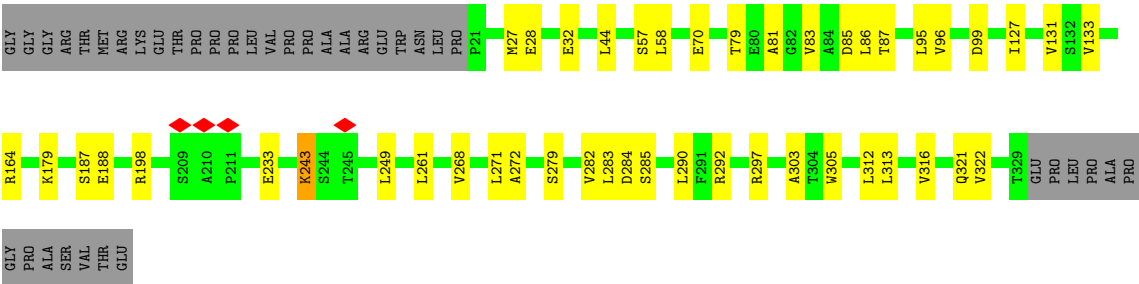 GLY GLY GLY ARG THR MET ARG LYS GLU THR PRO PRO PRO LEU VAL PRO PRO ALA ALA ARG GLU TRP ASN LEU PRO P21 M27 E28 E32 L44 S57 L58 E70 T79 E80 A81 G82 V83 A84 D85 L86 T87 L95 V96 D99 I127 V131 S132 V133
R164 K179 S187 E188 R198 S209 A210 P211 E233 K243 S244 T245 L249 L261 V268 L271 A272 S279 V282 L283 D284 S285 L290 F291 R292 R297 A303 T304 W305 L312 L313 V316 Q321 V322 T329 GLU PRO LEU PRO ALA PRO
GLY PRO ALA SER VAL THR GLU